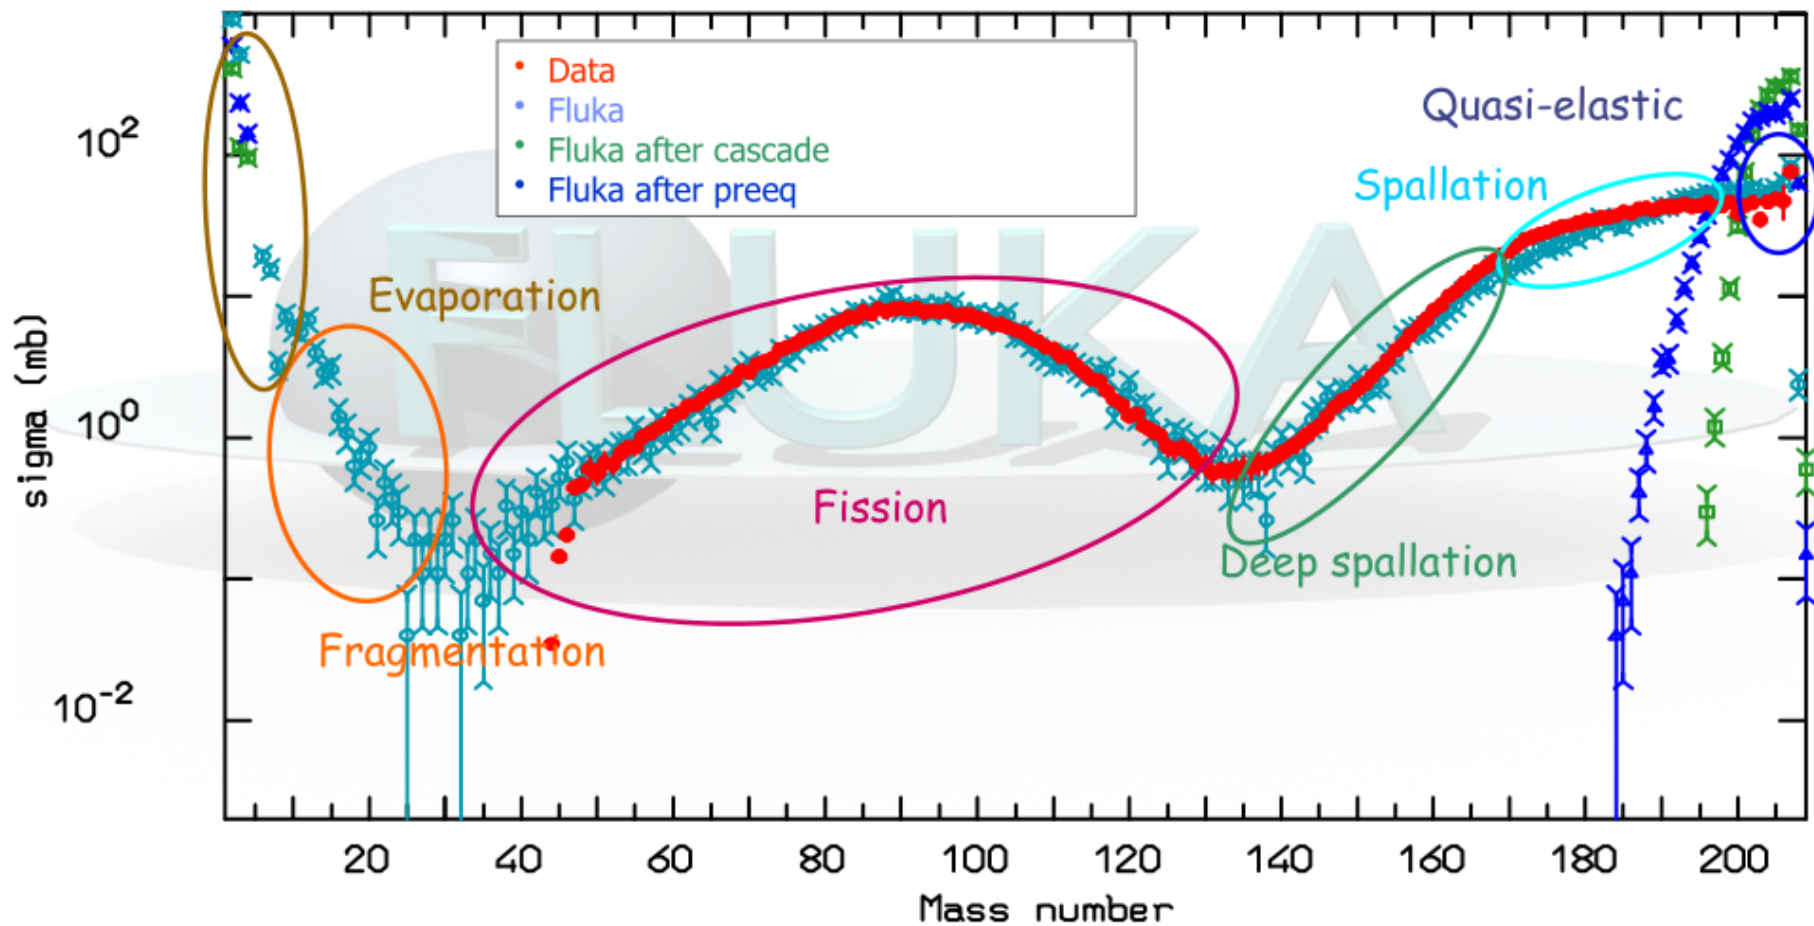 Data
Fluka
Fluka after cascade
Fluka after preeq
Quasi-elastic
Spallation
Evaporation
FLUKA
Fission
Deep spallation
Fragmentation
10²
10⁰
10⁻²
sigma (mb)
20 40 60 80 100 120 140 160 180 200
Mass number